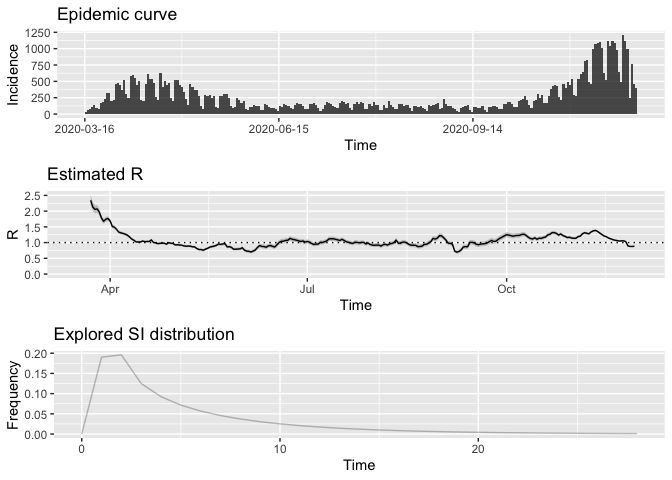 Epidemic curve
1250
1000
750
500
250
0
Incidence
2020-03-16 2020-06-15 2020-09-14
Time
Estimated R
2.5
2.0
1.5
1.0
0.5
0.0
R
Apr Jul Oct
Time
Explored SI distribution
0.20
0.15
0.10
0.05
0.00
Frequency
0 10 20
Time